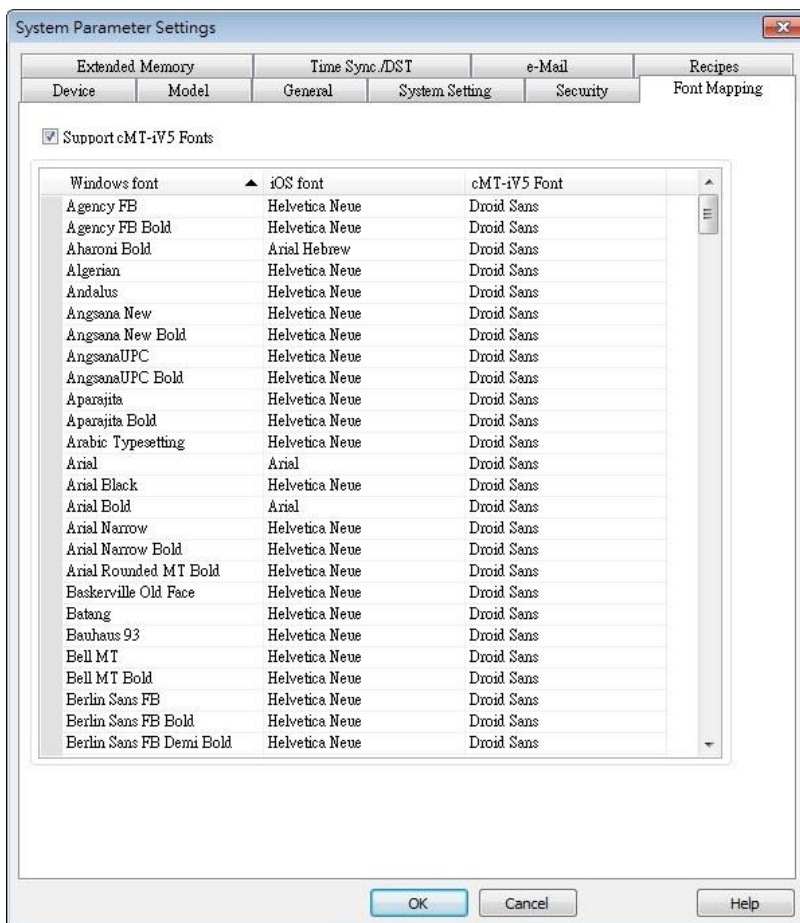 System Parameter Settings
Extended Memory Time Sync./DST e-Mail Recipes
Device Model General System Setting Security Font Mapping
Support cMT-iV5 Fonts
Windows font iOS font cMT-iV5 Font
Agency FB Helvetica Neue Droid Sans
Agency FB Bold Helvetica Neue Droid Sans
Aharoni Bold Arial Hebrew Droid Sans
Algerian Helvetica Neue Droid Sans
Andalus Helvetica Neue Droid Sans
Angsana New Helvetica Neue Droid Sans
Angsana New Bold Helvetica Neue Droid Sans
AngsanaUPC Helvetica Neue Droid Sans
AngsanaUPC Bold Helvetica Neue Droid Sans
Aparajita Helvetica Neue Droid Sans
Aparajita Bold Helvetica Neue Droid Sans
Arabic Typesetting Helvetica Neue Droid Sans
Arial Arial Droid Sans
Arial Black Helvetica Neue Droid Sans
Arial Bold Arial Droid Sans
Arial Narrow Helvetica Neue Droid Sans
Arial Narrow Bold Helvetica Neue Droid Sans
Arial Rounded MT Bold Helvetica Neue Droid Sans
Baskerville Old Face Helvetica Neue Droid Sans
Batang Helvetica Neue Droid Sans
Bauhaus 93 Helvetica Neue Droid Sans
Bell MT Helvetica Neue Droid Sans
Bell MT Bold Helvetica Neue Droid Sans
Berlin Sans FB Helvetica Neue Droid Sans
Berlin Sans FB Bold Helvetica Neue Droid Sans
Berlin Sans FB Demi Bold Helvetica Neue Droid Sans
OK Cancel Help